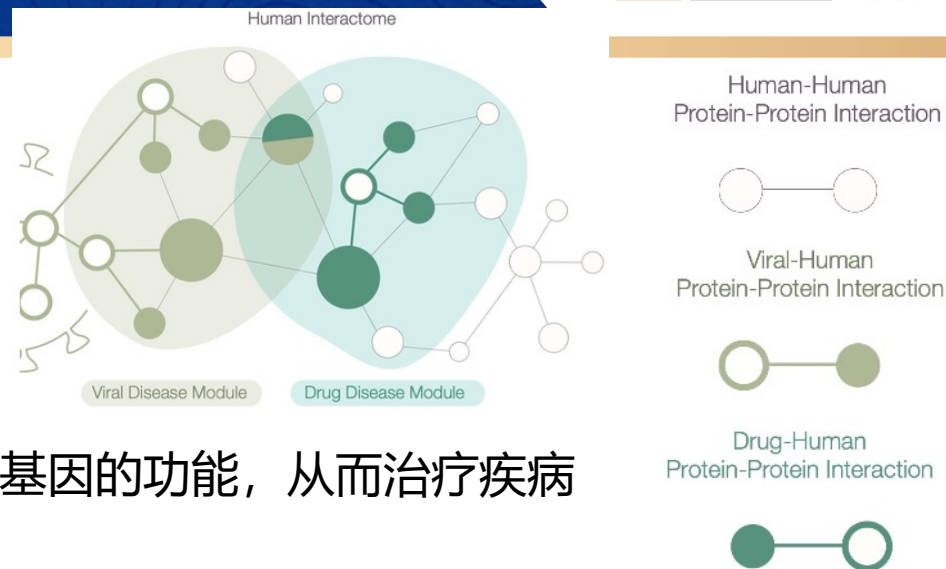 Human Interactome
Viral Disease Module
Drug Disease Module
基因的功能，从而治疗疾病
Human-Human
Protein-Protein Interaction
Viral-Human
Protein-Protein Interaction
Drug-Human
Protein-Protein Interaction